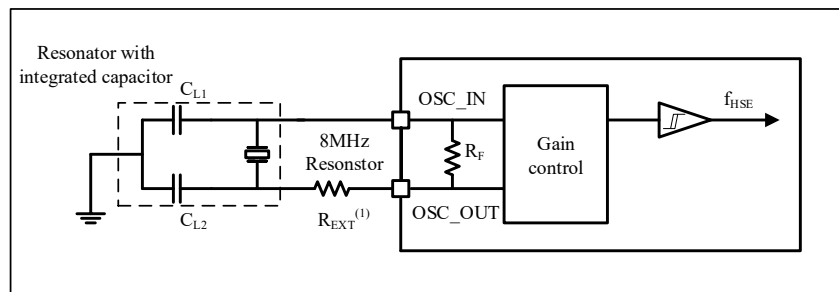 Resonator with
integrated capacitor
CL1
CL2
8MHz
Resonstor
REXT(1)
OSC_IN
RF
OSC_OUT
Gain
control
fHSE